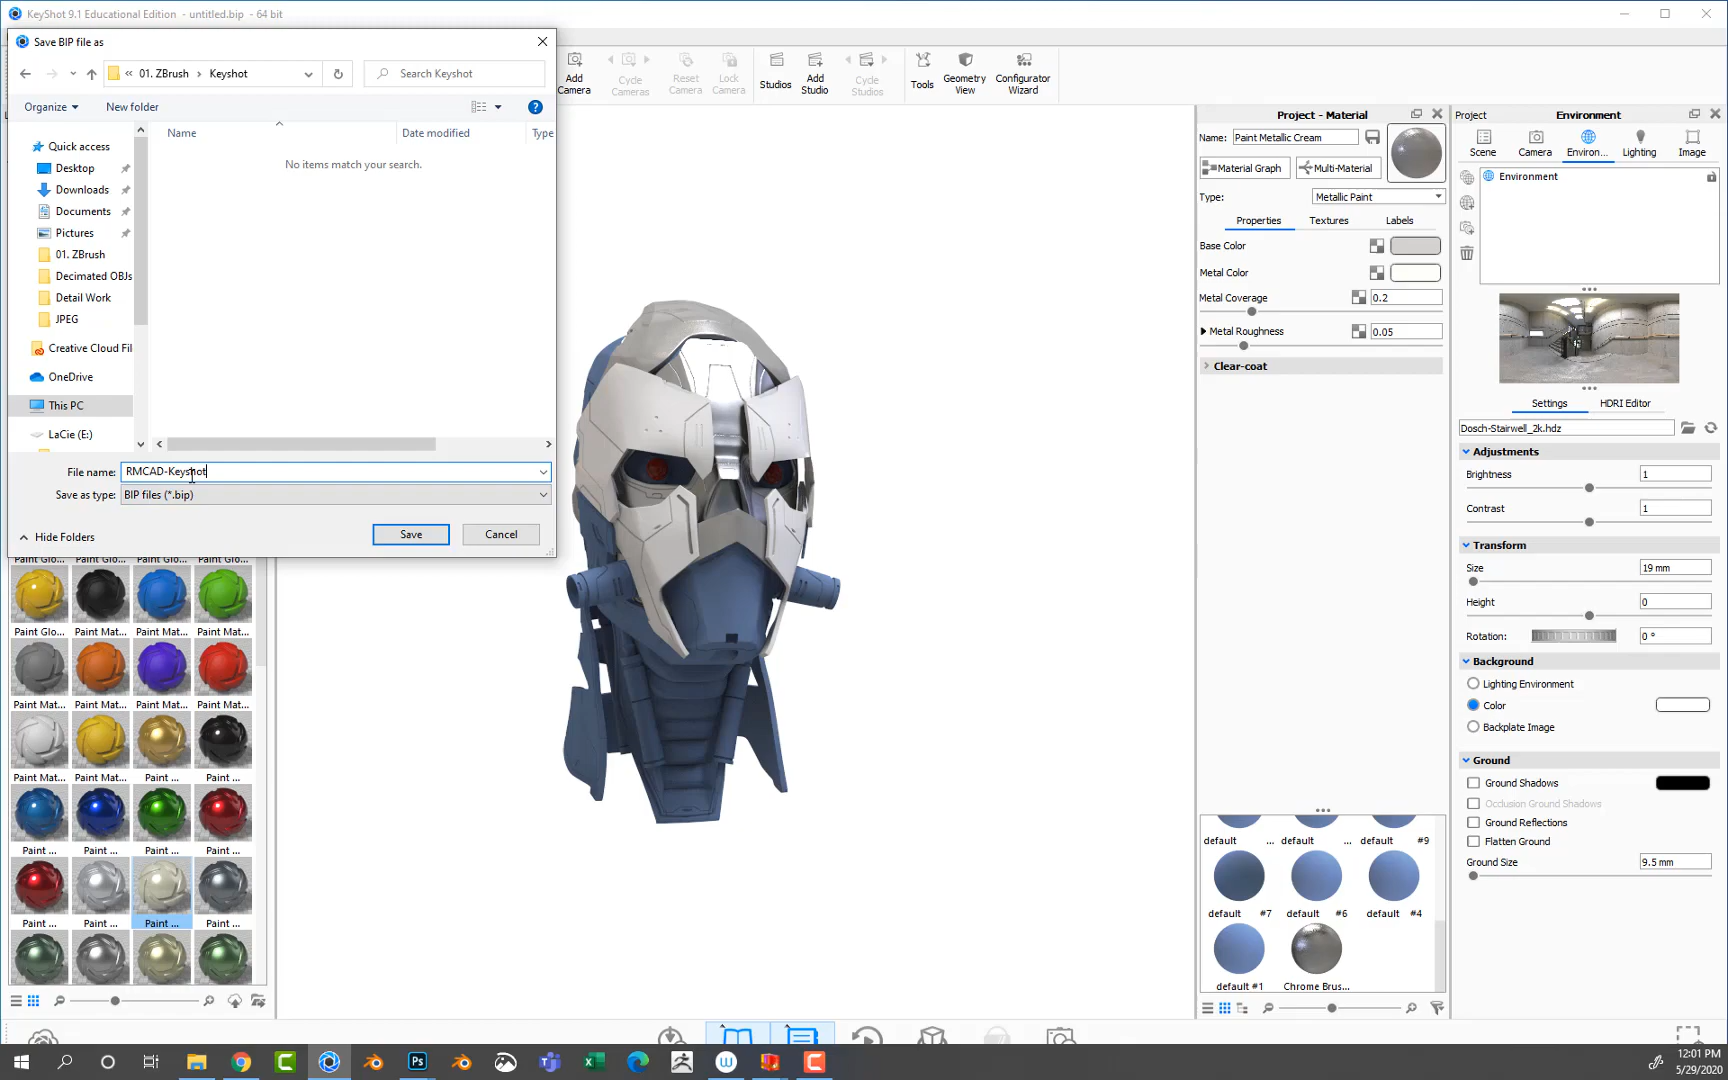 KeyShot 9.1 Educational Edition - untitled.bip - 64 bit
Save BIP file as
« 01. ZBrush › Keyshot
Search Keyshot
Organize
New folder
Name
Date modified
Type
No items match your search.
Quick access
Desktop
Downloads
Documents
Pictures
01. ZBrush
Decimated OBJs
Detail Work
JPEG
Creative Cloud Fil
OneDrive
This PC
LaCie (E:)
File name:
RMCAD-Keyshot
Save as type:
BIP files (*.bip)
Hide Folders
Save
Cancel
Add Camera
Cycle Cameras
Reset Camera
Lock Camera
Studios
Add Studio
Cycle Studios
Tools
Geometry View
Configurator Wizard
Paint Glo...
Paint Mat...
Paint Mat...
Paint Mat...
Paint Mat...
Paint Mat...
Paint Mat...
Paint Mat...
Paint Mat...
Paint Mat...
Paint ...
Paint ...
Paint ...
Paint ...
Paint ...
Paint ...
Paint ...
Paint ...
Paint ...
Paint ...
Project - Material
Name:
Paint Metallic Cream
Material Graph
Multi-Material
Type:
Metallic Paint
Properties
Textures
Labels
Base Color
Metal Color
Metal Coverage
0.2
Metal Roughness
0.05
Clear-coat
default ...
default ...
default #9
default #7
default #6
default #4
default #1
Chrome Brus...
Project
Environment
Scene
Camera
Environ...
Lighting
Image
Environment
Settings
HDRI Editor
Dosch-Stairwell_2k.hdz
Adjustments
Brightness
1
Contrast
1
Transform
Size
19 mm
Height
0
Rotation:
0 °
Background
Lighting Environment
Color
Backplate Image
Ground
Ground Shadows
Occlusion Ground Shadows
Ground Reflections
Flatten Ground
Ground Size
9.5 mm
12:01 PM
5/29/2020